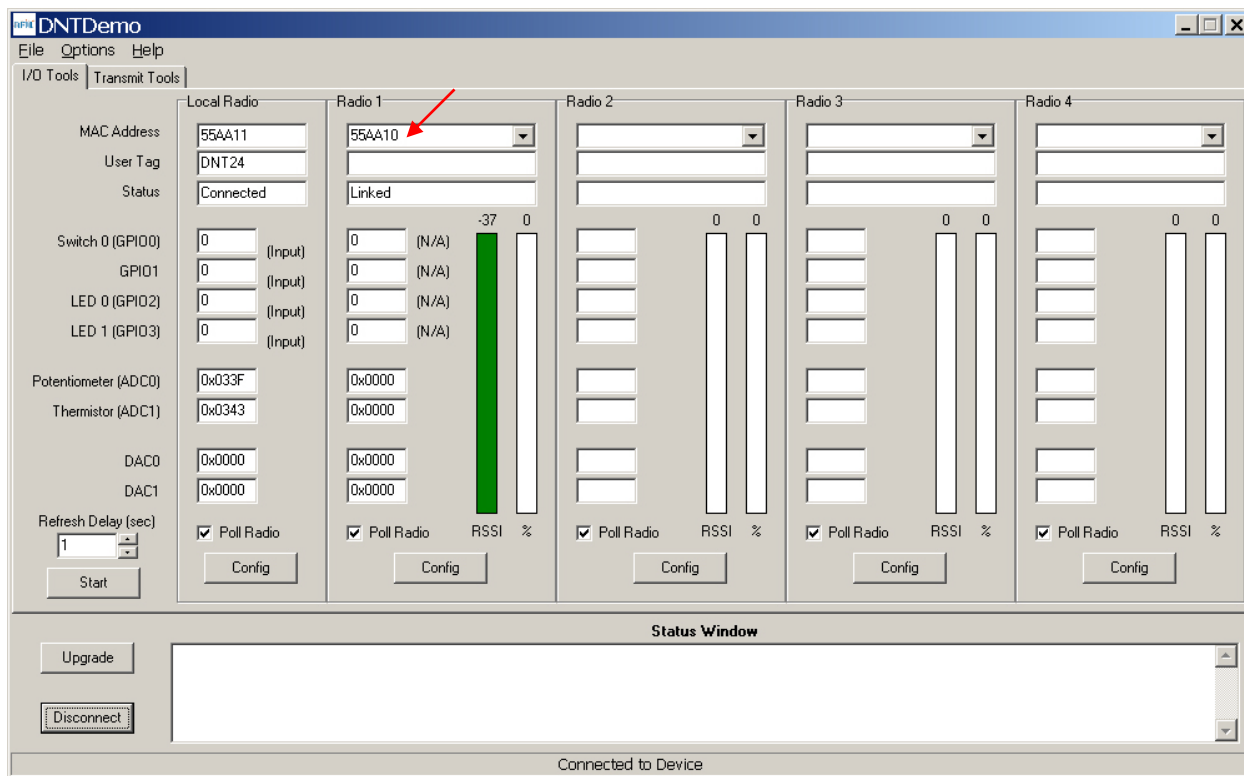 RFM DNTDemo
File Options Help
I/O Tools Transmit Tools
Local Radio Radio 1 Radio 2 Radio 3 Radio 4
MAC Address 55AA11 55AA10
User Tag DNT24
Status Connected Linked
-37 0 0 0 0 0 0 0
Switch 0 (GPIO0) 0 (Input) 0 (N/A)
GPIO1 0 (Input) 0 (N/A)
LED 0 (GPIO2) 0 (Input) 0 (N/A)
LED 1 (GPIO3) 0 (Input) 0 (N/A)
Potentiometer (ADC0) 0x033F 0x0000
Thermistor (ADC1) 0x0343 0x0000
DAC0 0x0000 0x0000
DAC1 0x0000 0x0000
Refresh Delay (sec) Poll Radio Poll Radio RSSI % Poll Radio RSSI % Poll Radio RSSI % Poll Radio RSSI %
1
Start Config Config Config Config Config
Status Window
Upgrade
Disconnect
Connected to Device